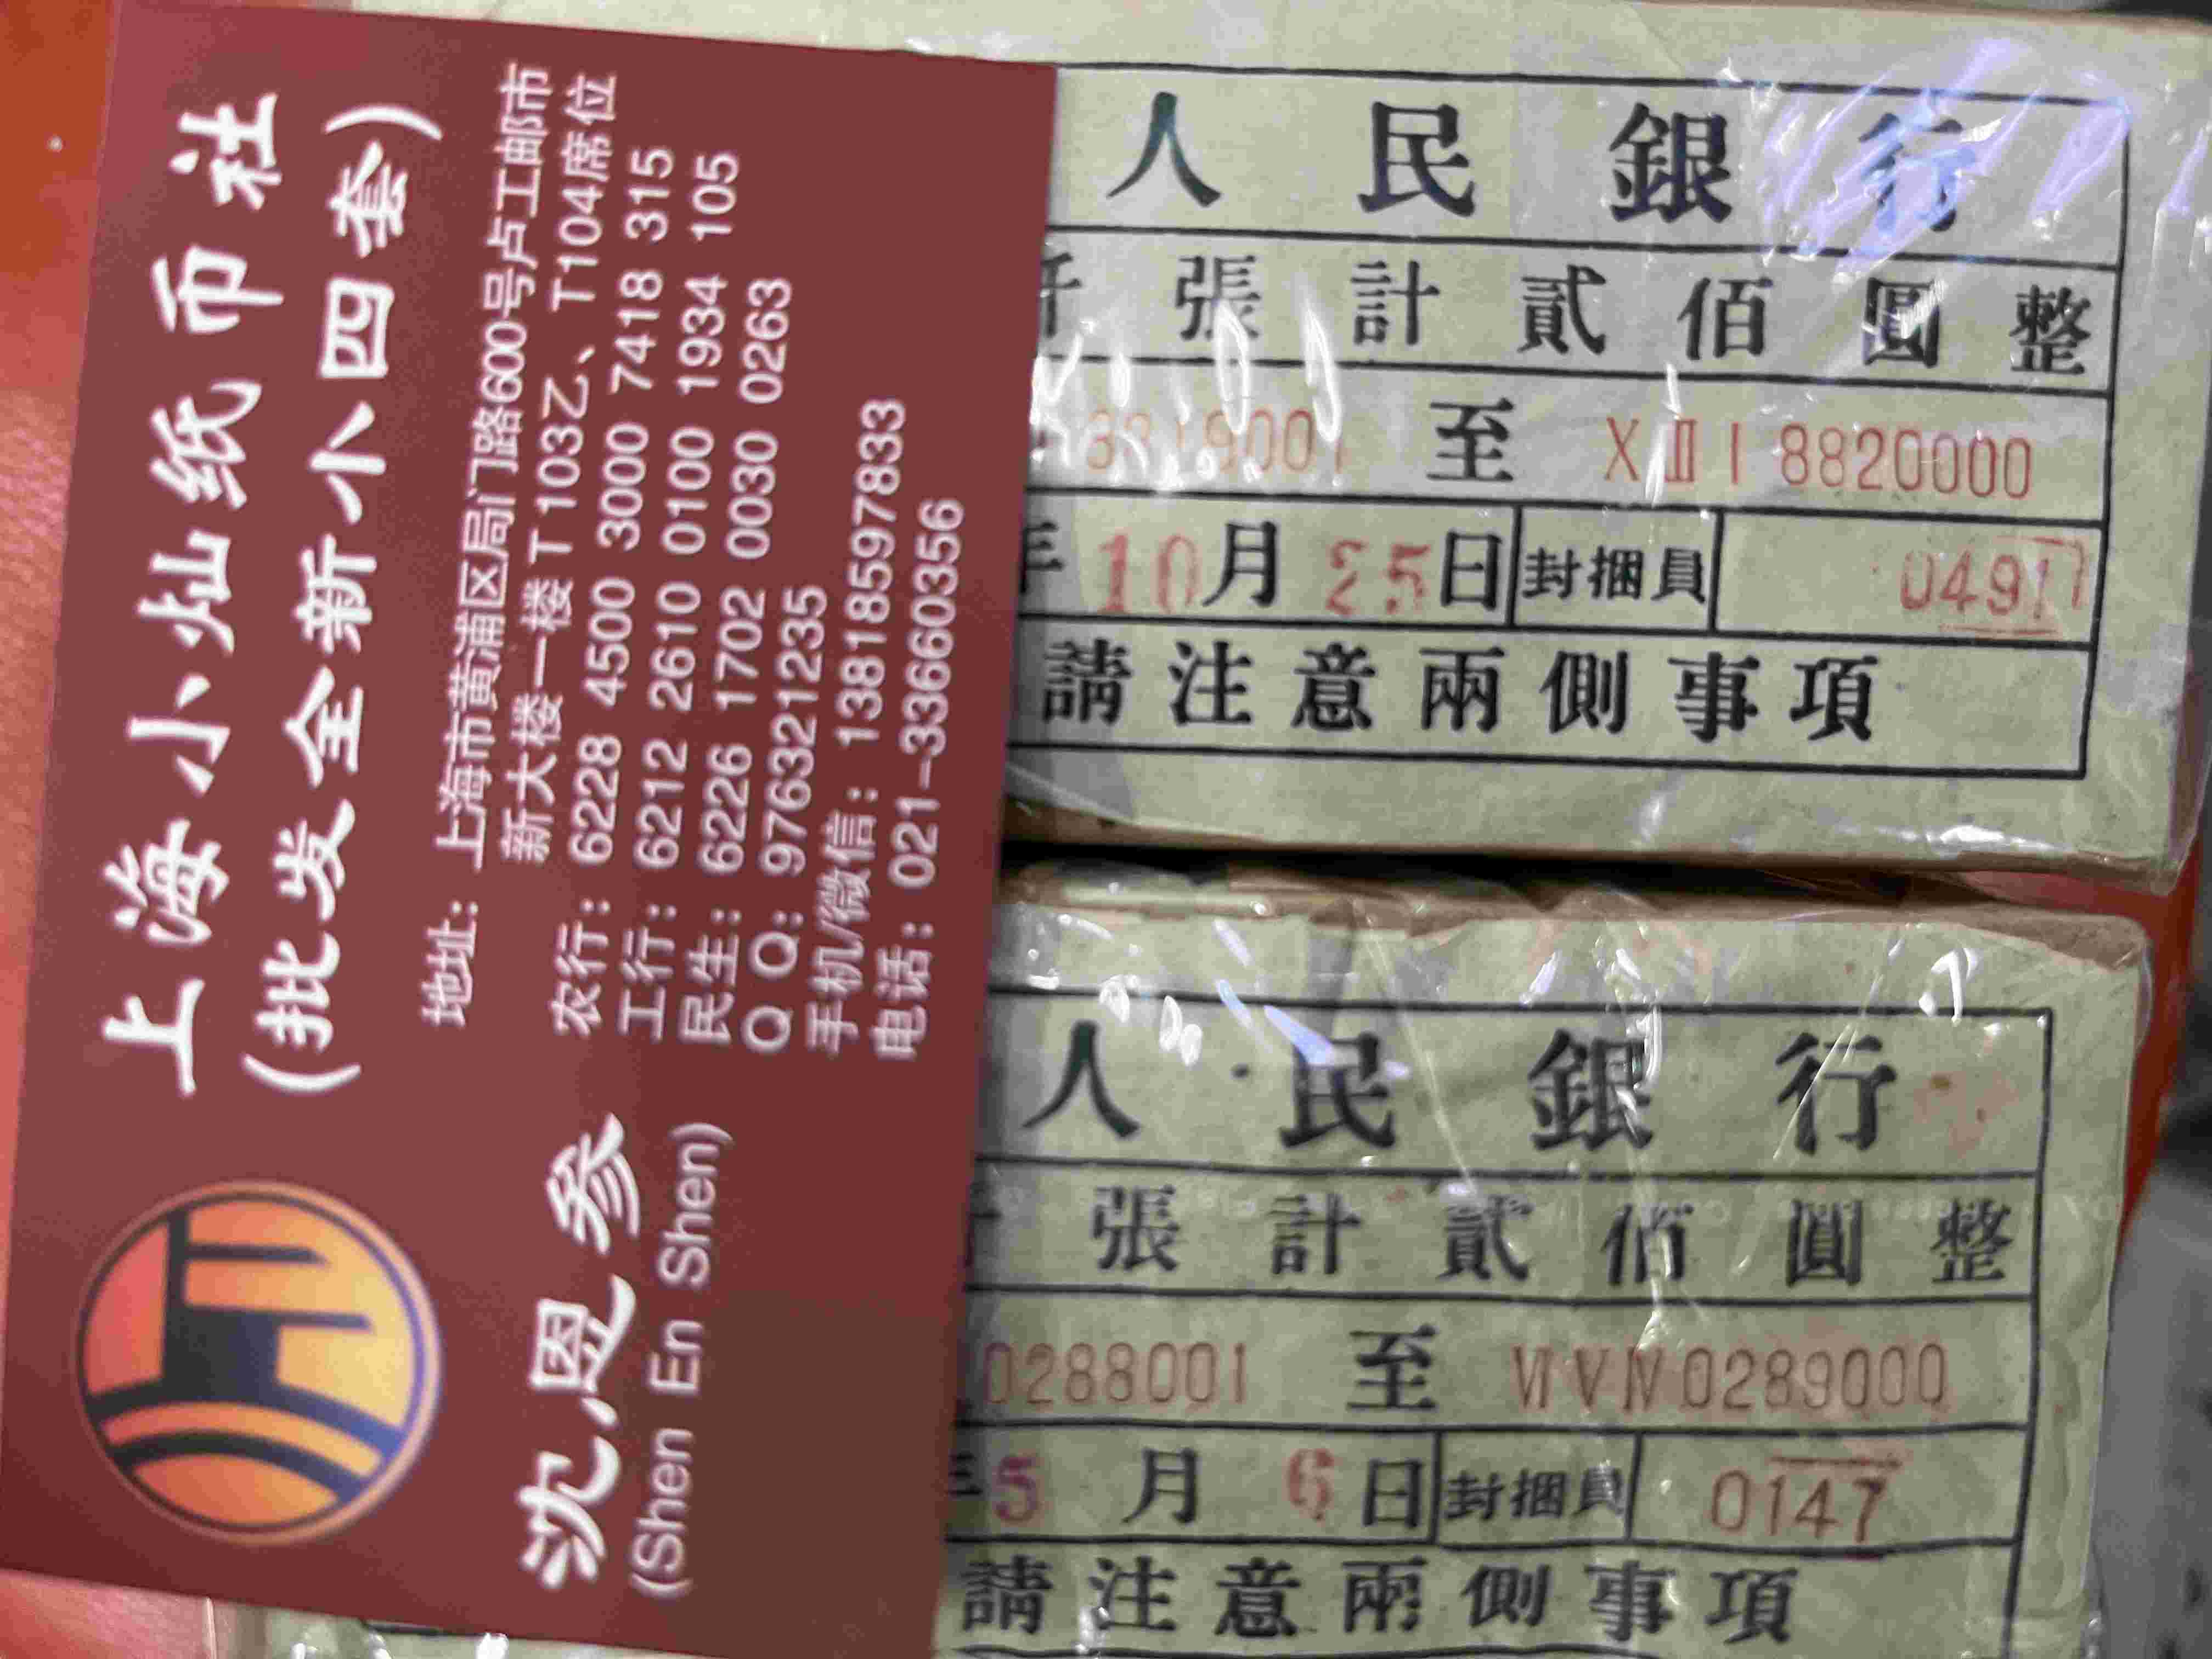 上海小灿纸币社
(批发全新小四套)
地址：上海市黄浦区局门路600号卢工邮市
新大楼一楼T103乙、T104席位
农行：6228 4500 3000 7418 315
工行：6212 2610 0100 1934 105
民生：6226 1702 0030 0263
Q Q：976321235
手机/微信：13818597833
电话：021-33660356
沈恩参
(Shen En Shen)
人民銀行
張計貳佰圓整
至 ⅩⅢⅠ8820000
年10月25日 封捆員 0491
請注意兩側事項
人民銀行
張計貳佰圓整
0288001 至 ⅥⅤⅣ0289000
年5月6日 封捆員 0147
請注意兩側事項